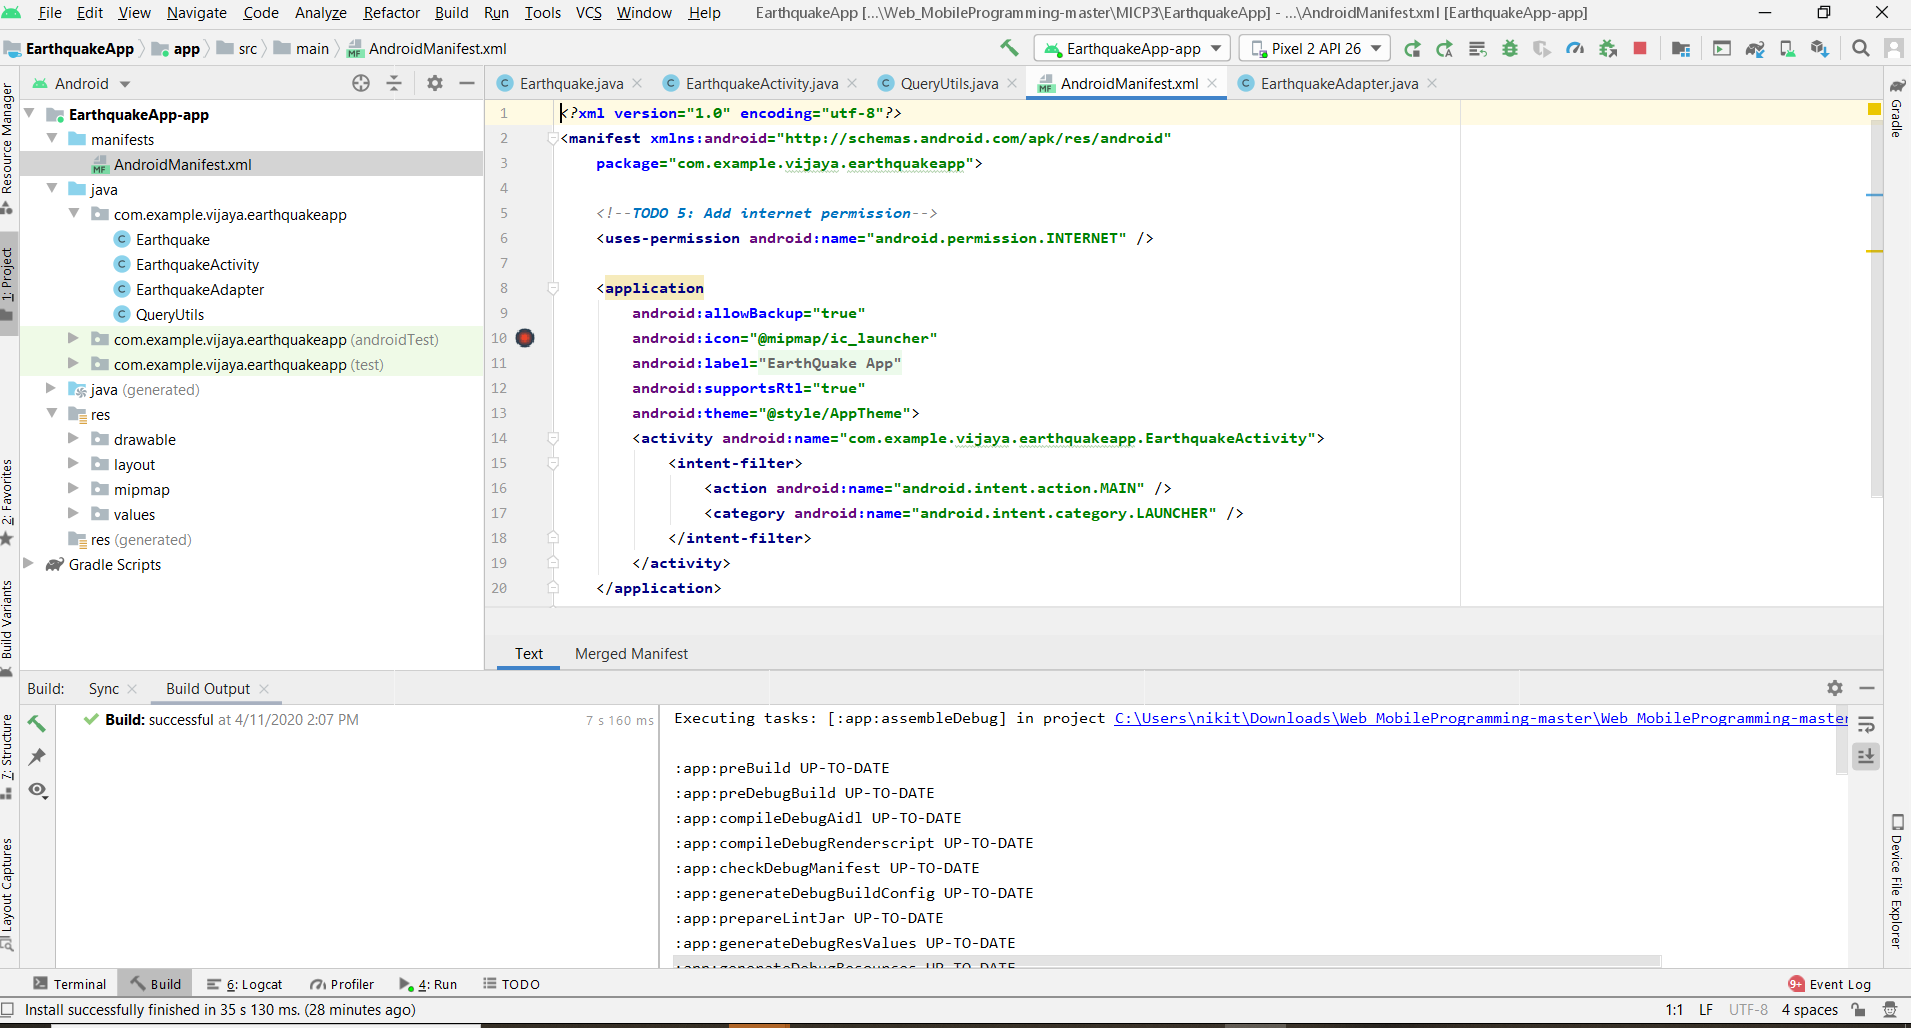 File Edit View Navigate Code Analyze Refactor Build Run Tools VCS Window Help EarthquakeApp [...\Web_MobileProgramming-master\MICP3\EarthquakeApp] - ...\AndroidManifest.xml [EarthquakeApp-app]
EarthquakeApp app src main MF AndroidManifest.xml EarthquakeApp-app Pixel 2 API 26
Android
C Earthquake.java C EarthquakeActivity.java C QueryUtils.java MF AndroidManifest.xml C EarthquakeAdapter.java
Resource Manager
1: Project
2: Favorites
Build Variants
7: Structure
Layout Captures
EarthquakeApp-app
manifests
MF AndroidManifest.xml
java
com.example.vijaya.earthquakeapp
C Earthquake
C EarthquakeActivity
C EarthquakeAdapter
C QueryUtils
com.example.vijaya.earthquakeapp (androidTest)
com.example.vijaya.earthquakeapp (test)
java (generated)
res
drawable
layout
mipmap
values
res (generated)
Gradle Scripts
1 <?xml version="1.0" encoding="utf-8"?>
2 <manifest xmlns:android="http://schemas.android.com/apk/res/android"
3 package="com.example.vijaya.earthquakeapp">
4
5 <!--TODO 5: Add internet permission-->
6 <uses-permission android:name="android.permission.INTERNET" />
7
8 <application
9 android:allowBackup="true"
10 android:icon="@mipmap/ic_launcher"
11 android:label="EarthQuake App"
12 android:supportsRtl="true"
13 android:theme="@style/AppTheme">
14 <activity android:name="com.example.vijaya.earthquakeapp.EarthquakeActivity">
15 <intent-filter>
16 <action android:name="android.intent.action.MAIN" />
17 <category android:name="android.intent.category.LAUNCHER" />
18 </intent-filter>
19 </activity>
20 </application>
Text Merged Manifest
Gradle
Device File Explorer
Build: Sync Build Output
Build: successful at 4/11/2020 2:07 PM 7 s 160 ms
Executing tasks: [:app:assembleDebug] in project C:\Users\nikit\Downloads\Web_MobileProgramming-master\Web_MobileProgramming-master
:app:preBuild UP-TO-DATE
:app:preDebugBuild UP-TO-DATE
:app:compileDebugAidl UP-TO-DATE
:app:compileDebugRenderscript UP-TO-DATE
:app:checkDebugManifest UP-TO-DATE
:app:generateDebugBuildConfig UP-TO-DATE
:app:prepareLintJar UP-TO-DATE
:app:generateDebugResValues UP-TO-DATE
:app:generateDebugResources UP-TO-DATE
Terminal Build 6: Logcat Profiler 4: Run TODO 9+ Event Log
Install successfully finished in 35 s 130 ms. (28 minutes ago) 1:1 LF UTF-8 4 spaces